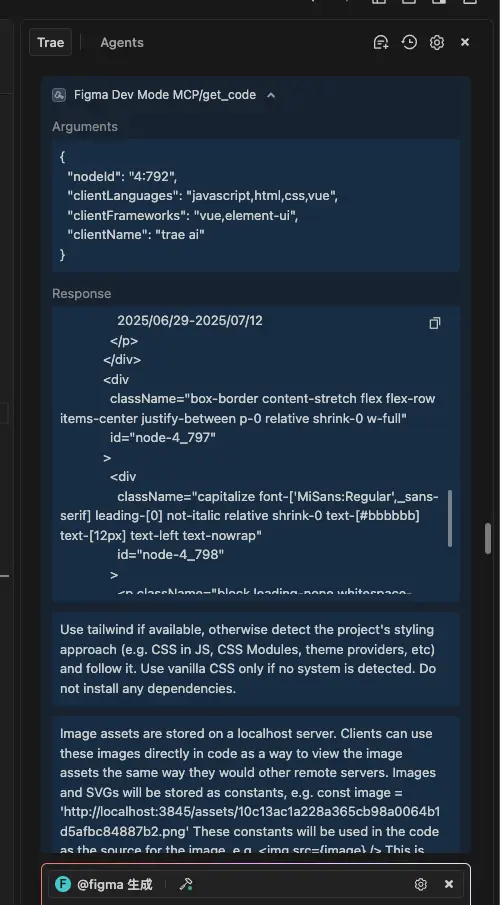 Trae
Agents
Figma Dev Mode MCP/get_code
Arguments
{
"nodeId": "4:792",
"clientLanguages": "javascript,html,css,vue",
"clientFrameworks": "vue,element-ui",
"clientName": "trae ai"
}
Response
2025/06/29-2025/07/12
</p>
</div>
<div
className="box-border content-stretch flex flex-row
items-center justify-between p-0 relative shrink-0 w-full"
id="node-4_797"
>
<div
className="capitalize font-['MiSans:Regular',_sans-
serif] leading-[0] not-italic relative shrink-0 text-[#bbbbbb]
text-[12px] text-left text-nowrap"
id="node-4_798"
>
<p className="block leading-none whitespace-
Use tailwind if available, otherwise detect the project's styling
approach (e.g. CSS in JS, CSS Modules, theme providers, etc)
and follow it. Use vanilla CSS only if no system is detected. Do
not install any dependencies.
Image assets are stored on a localhost server. Clients can use
these images directly in code as a way to view the image
assets the same way they would other remote servers. Images
and SVGs will be stored as constants, e.g. const image =
'http://localhost:3845/assets/10c13ac1a228a365cb98a0064b1
d5afbc84887b2.png' These constants will be used in the code
as the source for the image, e.g. <img src={image} /> This is
F @figma 生成